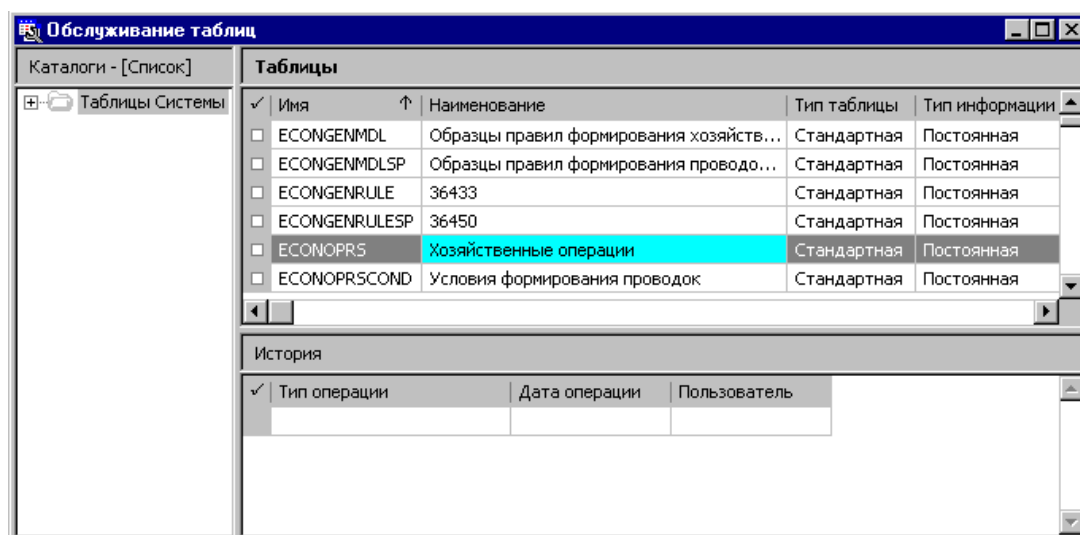 Обслуживание таблиц
Каталоги - [Список]
Таблицы
Таблицы Системы
Имя Наименование Тип таблицы Тип информации
ECONGENMDL Образцы правил формирования хозяйств... Стандартная Постоянная
ECONGENMDLSP Образцы правил формирования проводо... Стандартная Постоянная
ECONGENRULE 36433 Стандартная Постоянная
ECONGENRULESP 36450 Стандартная Постоянная
ECONOPRS Хозяйственные операции Стандартная Постоянная
ECONOPRSCOND Условия формирования проводок Стандартная Постоянная
История
Тип операции Дата операции Пользователь